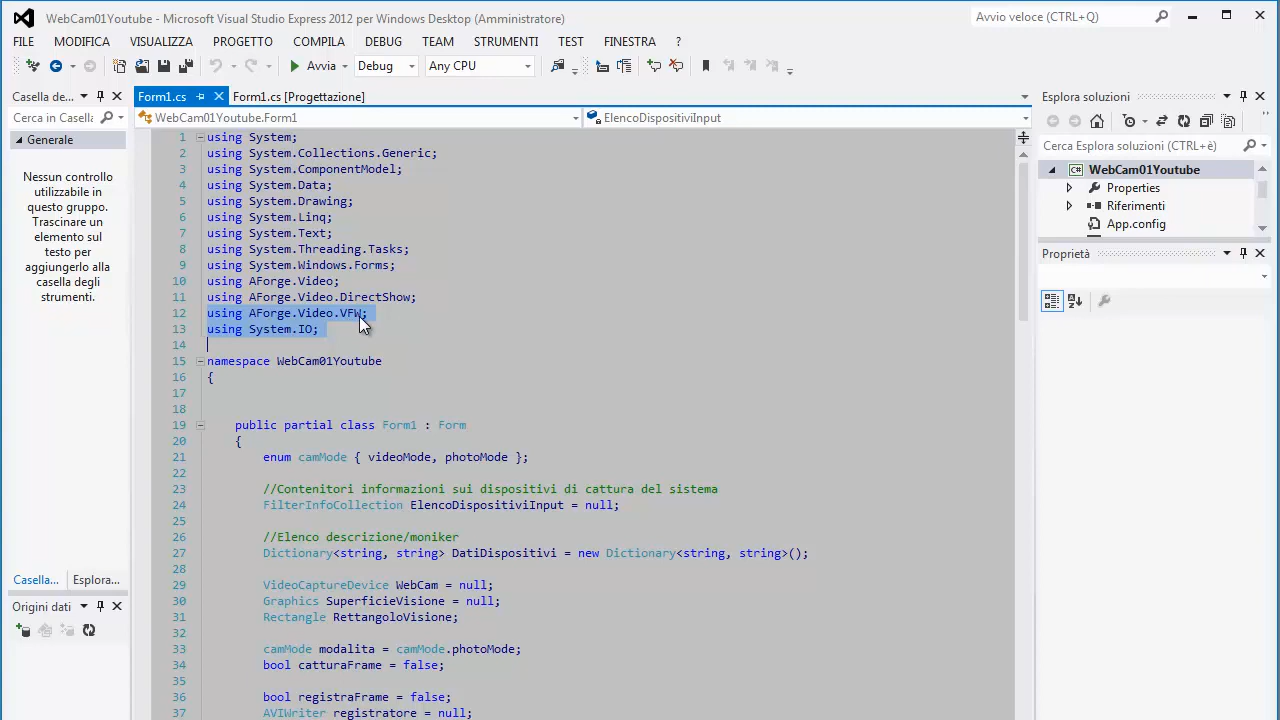 WebCam01Youtube - Microsoft Visual Studio Express 2012 per Windows Desktop (Amministratore)
Avvio veloce (CTRL+Q)
FILE MODIFICA VISUALIZZA PROGETTO COMPILA DEBUG TEAM STRUMENTI TEST FINESTRA ?
Avvia Debug Any CPU
Casella de...
Cerca in Casella
Generale
Nessun controllo
utilizzabile in
questo gruppo.
Trascinare un
elemento sul
testo per
aggiungerlo alla
casella degli
strumenti.
Casella... Esplora...
Origini dati
Form1.cs Form1.cs [Progettazione]
WebCam01Youtube.Form1 ElencoDispositiviInput
1 using System;
2 using System.Collections.Generic;
3 using System.ComponentModel;
4 using System.Data;
5 using System.Drawing;
6 using System.Linq;
7 using System.Text;
8 using System.Threading.Tasks;
9 using System.Windows.Forms;
10 using AForge.Video;
11 using AForge.Video.DirectShow;
12 using AForge.Video.VFW;
13 using System.IO;
14
15 namespace WebCam01Youtube
16 {
17
18
19 public partial class Form1 : Form
20 {
21 enum camMode { videoMode, photoMode };
22
23 //Contenitori informazioni sui dispositivi di cattura del sistema
24 FilterInfoCollection ElencoDispositiviInput = null;
25
26 //Elenco descrizione/moniker
27 Dictionary<string, string> DatiDispositivi = new Dictionary<string, string>();
28
29 VideoCaptureDevice WebCam = null;
30 Graphics SuperficieVisione = null;
31 Rectangle RettangoloVisione;
32
33 camMode modalita = camMode.photoMode;
34 bool catturaFrame = false;
35
36 bool registraFrame = false;
37 AVIWriter registratore = null;
Esplora soluzioni
Cerca Esplora soluzioni (CTRL+è)
C# WebCam01Youtube
Properties
Riferimenti
App.config
Proprietà